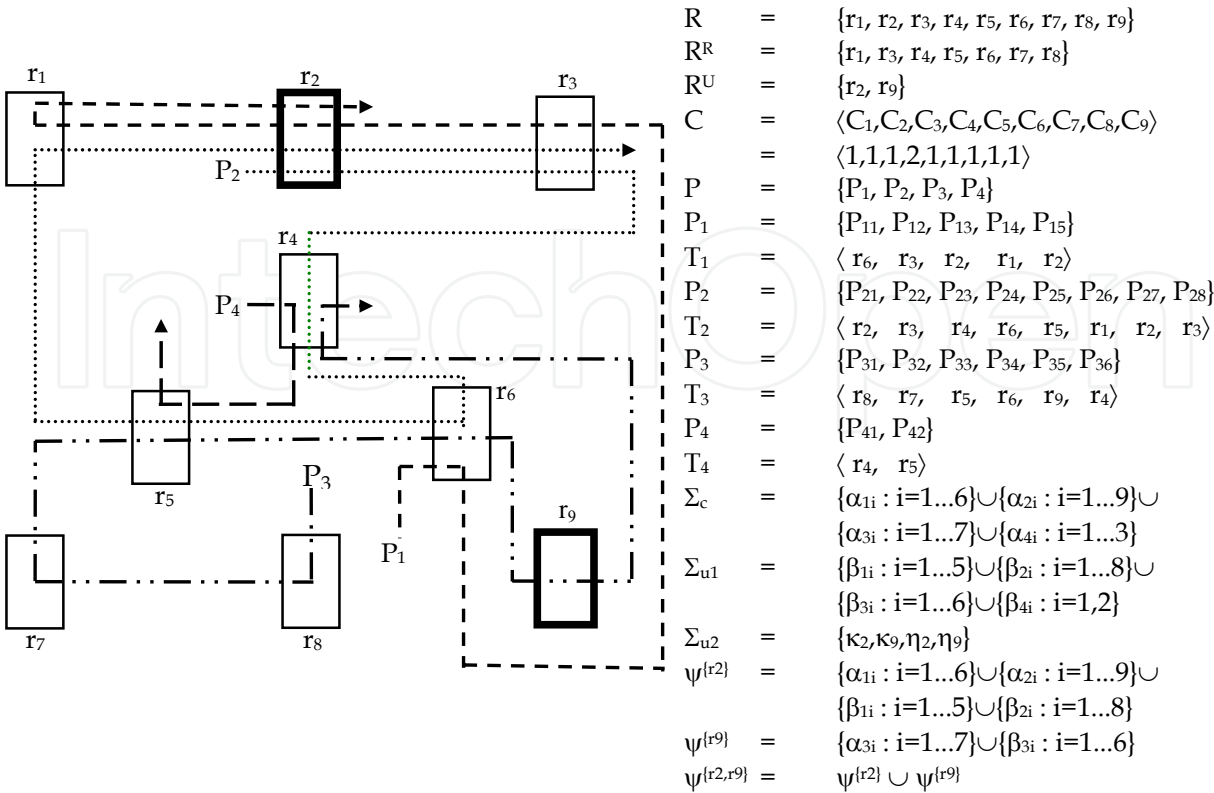 r₁
r₂
r₃
P₂
r₄
P₄
r₆
r₅
P₃
P₁
r₉
r₇
r₈
InTechOpen
R = {r₁, r₂, r₃, r₄, r₅, r₆, r₇, r₈, r₉}
Rᴿ = {r₁, r₃, r₄, r₅, r₆, r₇, r₈}
Rᵁ = {r₂, r₉}
C = ⟨C₁,C₂,C₃,C₄,C₅,C₆,C₇,C₈,C₉⟩
= ⟨1,1,1,2,1,1,1,1,1⟩
P = {P₁, P₂, P₃, P₄}
P₁ = {P₁₁, P₁₂, P₁₃, P₁₄, P₁₅}
T₁ = ⟨ r₆, r₃, r₂, r₁, r₂⟩
P₂ = {P₂₁, P₂₂, P₂₃, P₂₄, P₂₅, P₂₆, P₂₇, P₂₈}
T₂ = ⟨ r₂, r₃, r₄, r₆, r₅, r₁, r₂, r₃⟩
P₃ = {P₃₁, P₃₂, P₃₃, P₃₄, P₃₅, P₃₆}
T₃ = ⟨ r₈, r₇, r₅, r₆, r₉, r₄⟩
P₄ = {P₄₁, P₄₂}
T₄ = ⟨ r₄, r₅⟩
Σc = {α₁ᵢ : i=1...6}∪{α₂ᵢ : i=1...9}∪
{α₃ᵢ : i=1...7}∪{α₄ᵢ : i=1...3}
Σu1 = {β₁ᵢ : i=1...5}∪{β₂ᵢ : i=1...8}∪
{β₃ᵢ : i=1...6}∪{β₄ᵢ : i=1,2}
Σu2 = {κ₂,κ₉,η₂,η₉}
ψ^{r2} = {α₁ᵢ : i=1...6}∪{α₂ᵢ : i=1...9}∪
{β₁ᵢ : i=1...5}∪{β₂ᵢ : i=1...8}
ψ^{r9} = {α₃ᵢ : i=1...7}∪{β₃ᵢ : i=1...6}
ψ^{r2,r9} = ψ^{r2} ∪ ψ^{r9}